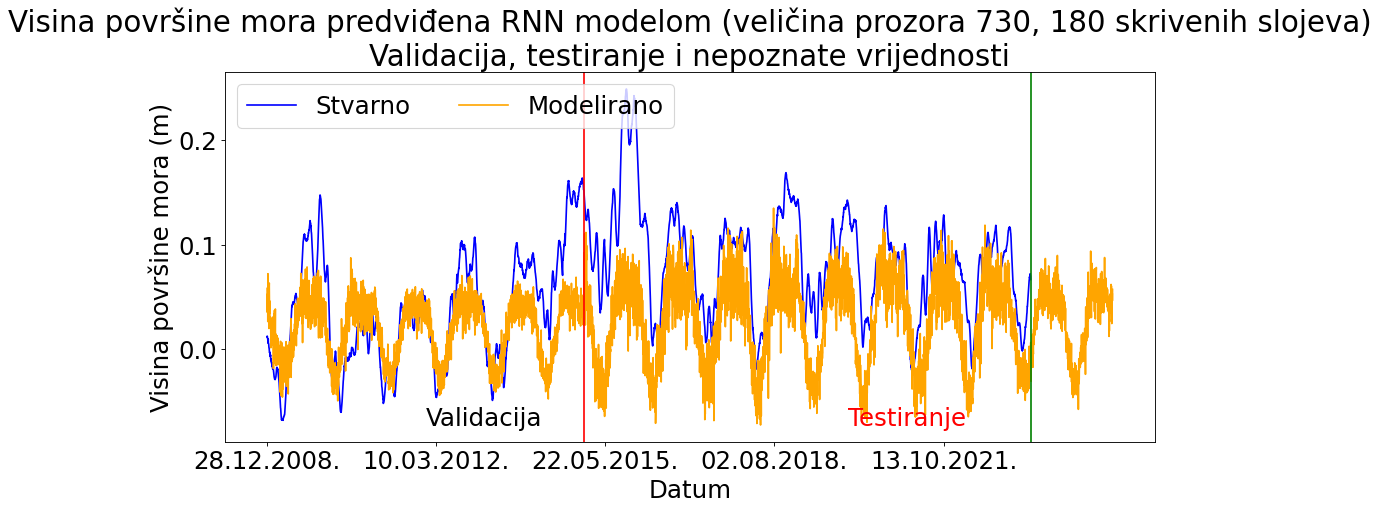 Visina površine mora predviđena RNN modelom (veličina prozora 730, 180 skrivenih slojeva)
Validacija, testiranje i nepoznate vrijednosti
Stvarno
Modelirano
Visina površine mora (m)
0.2
0.1
0.0
Validacija
Testiranje
28.12.2008.
10.03.2012.
22.05.2015.
02.08.2018.
13.10.2021.
Datum